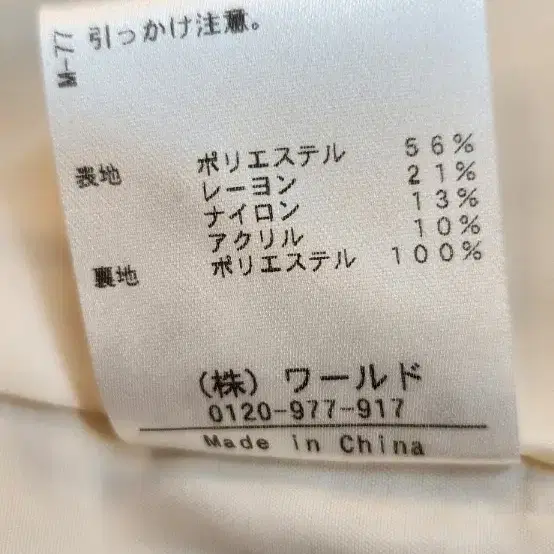 M-77
引っかけ注意。
表地 ポリエステル 56%
レーヨン 21%
ナイロン 13%
アクリル 10%
裏地 ポリエステル 100%
(株) ワールド
0120-977-917
Made in China